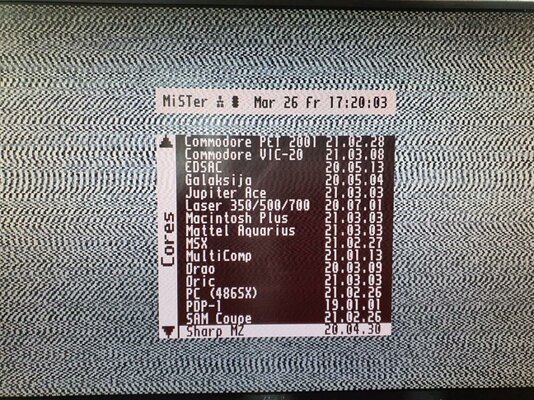 MiSTer Mar 26 Fr 17:20:03
Cores
Commodore PET 2001 21.02.28
Commodore VIC-20 21.03.08
EDSAC 20.05.13
Galaksija 20.05.04
Jupiter Ace 21.03.03
Laser 350/500/700 20.07.01
Macintosh Plus 21.03.03
Mattel Aquarius 21.03.03
MSX 21.02.27
MultiComp 21.01.13
Orao 20.03.09
Oric 21.03.03
PC (486SX) 21.02.26
PDP-1 19.01.01
SAM Coupe 21.02.26
Sharp MZ 20.04.30